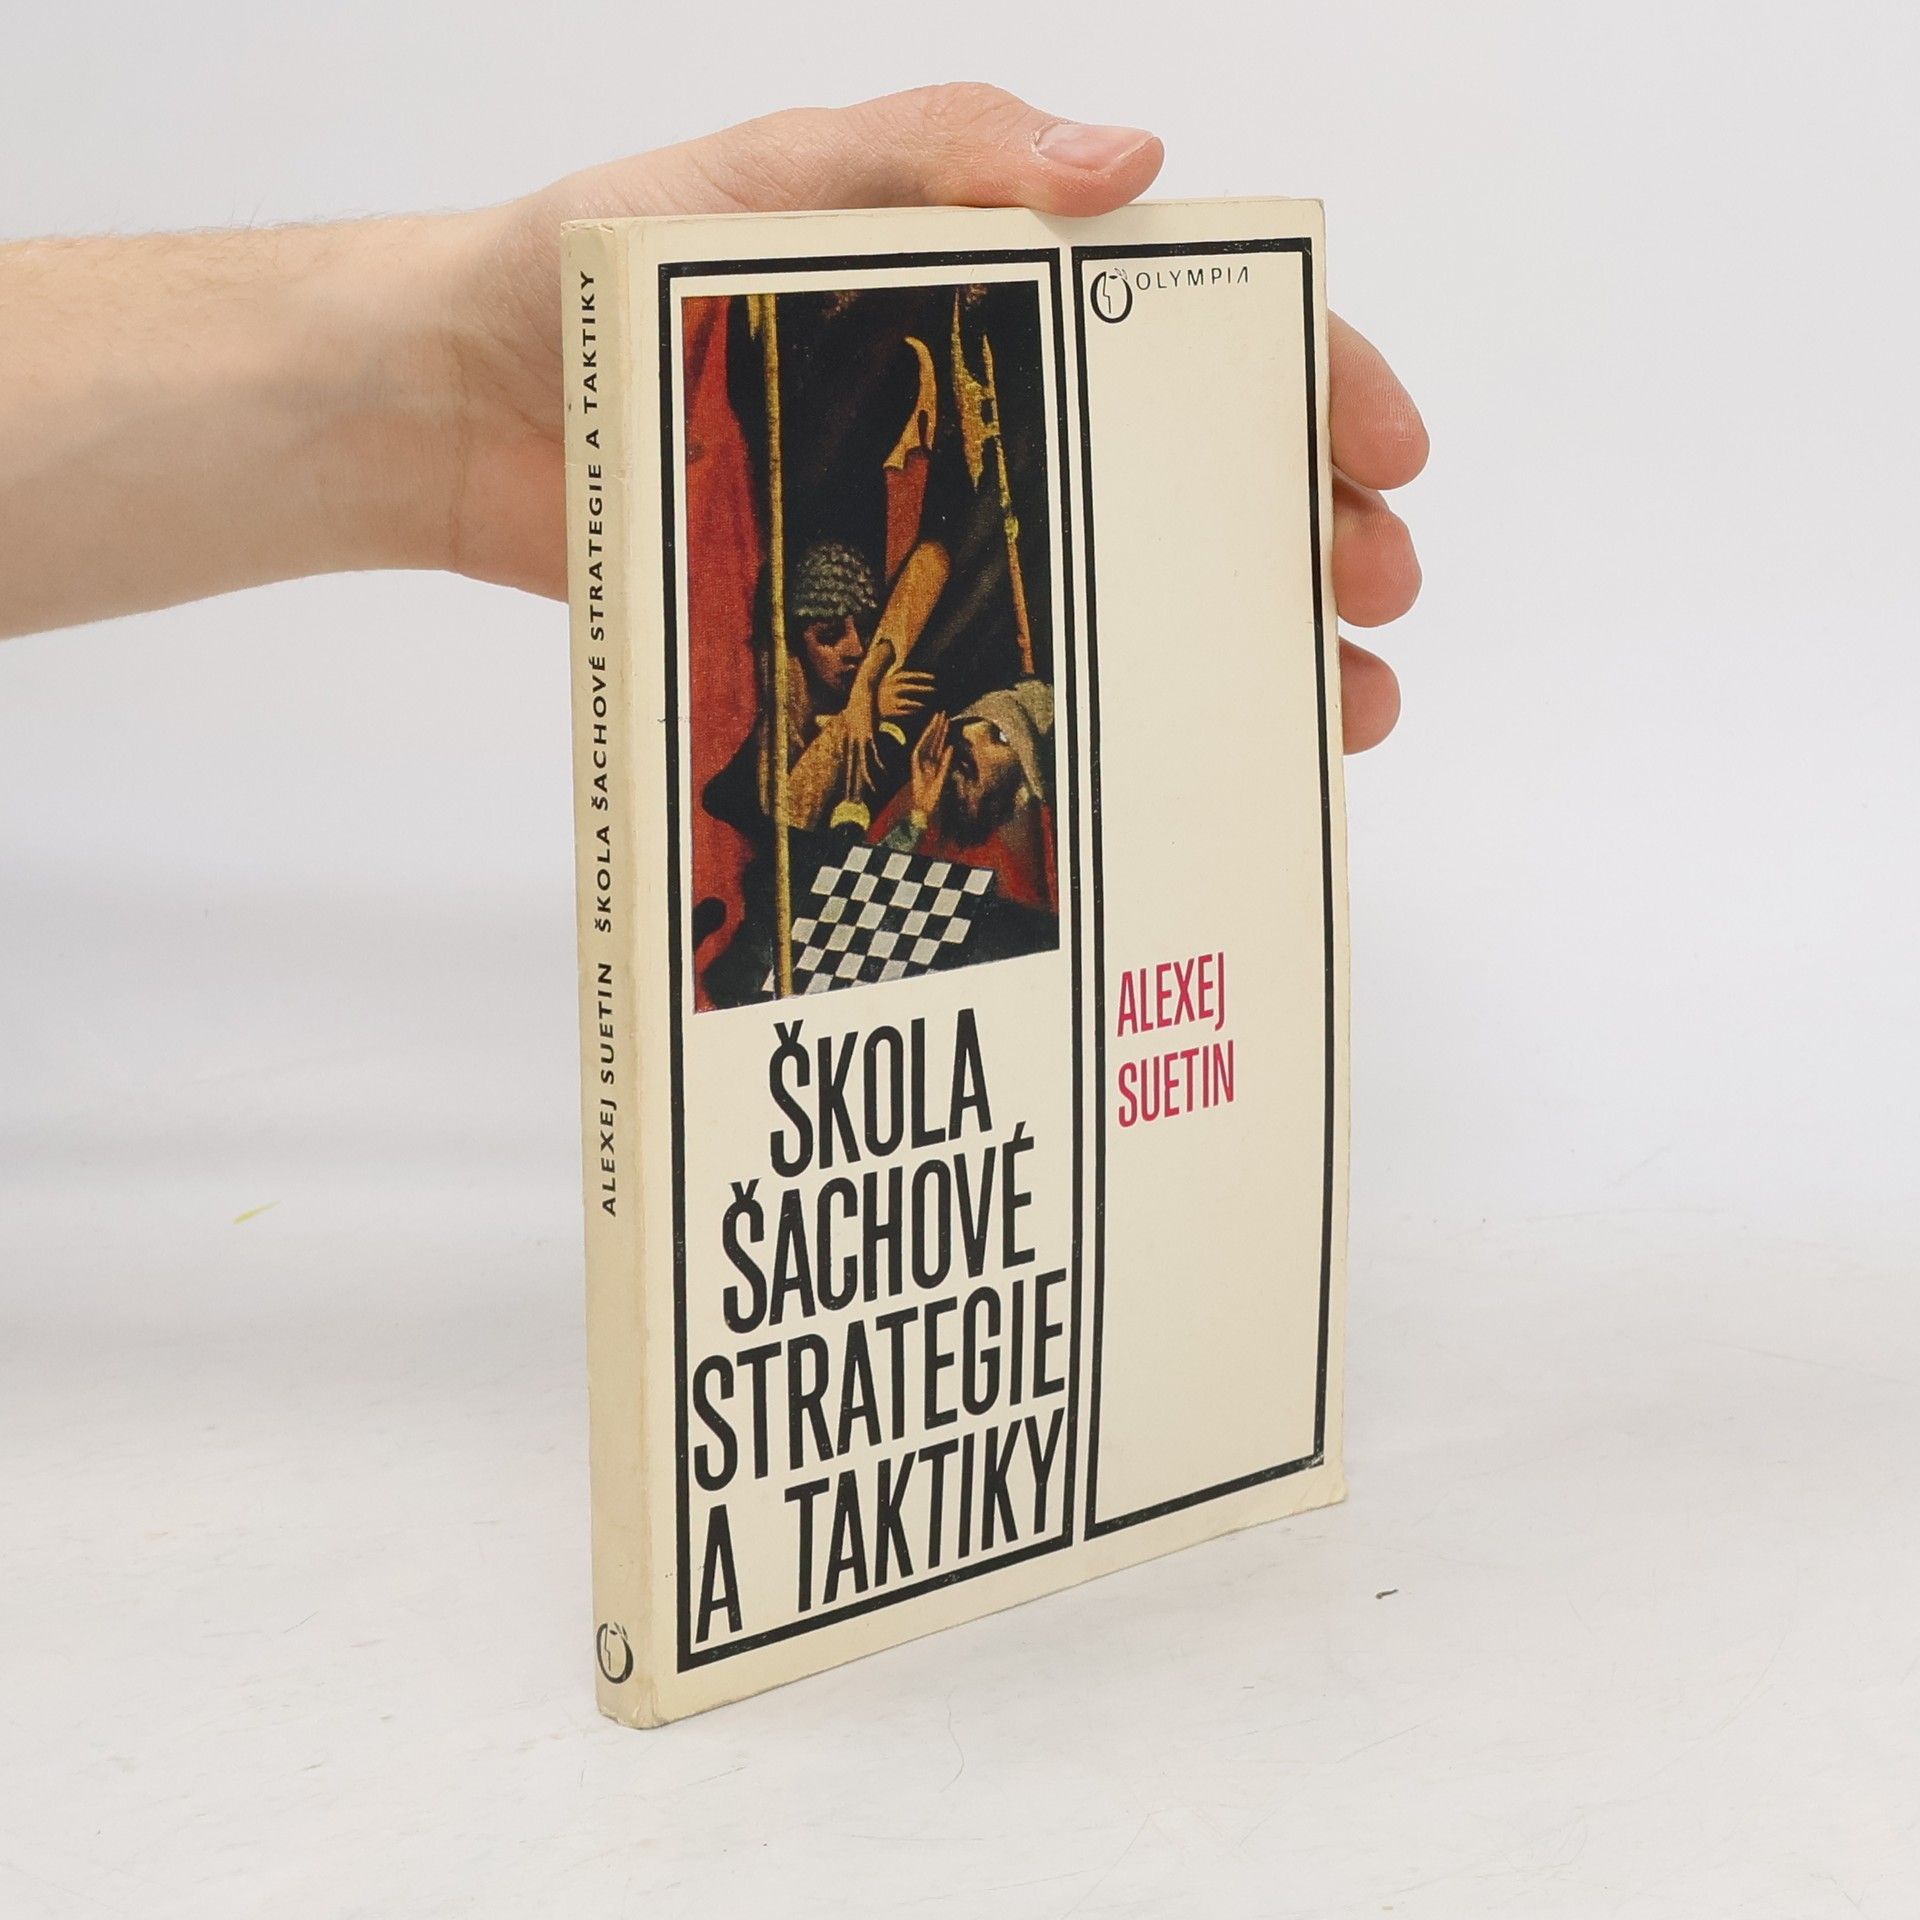 ALEXEJ SUETIN ŠKOLA ŠACHOVÉ STRATEGIE A TAKTIKY
OLYMPIA
ALEXEJ
SUETIN
ŠKOLA
ŠACHOVÉ
STRATEGIE
A TAKTIKY